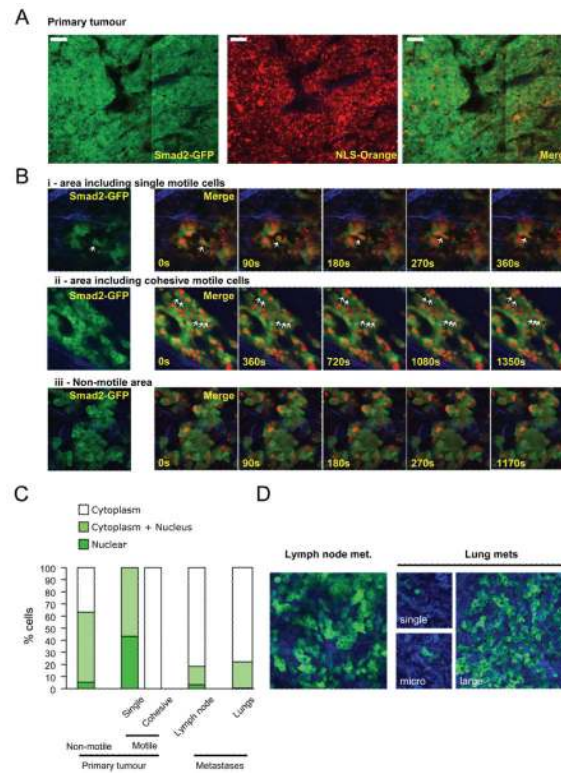 A
Primary tumour
Smad2-GFP
NLS-Orange
Merge
B
i - area including single motile cells
Smad2-GFP
Merge
0s
90s
180s
270s
360s
ii - area including cohesive motile cells
Smad2-GFP
Merge
0s
360s
720s
1080s
1350s
iii - Non-motile area
Smad2-GFP
Merge
0s
90s
180s
270s
1170s
C
Cytoplasm
Cytoplasm + Nucleus
Nuclear
% cells
100
90
80
70
60
50
40
30
20
10
0
Single
Cohesive
Lymph node
Lungs
Non-motile
Motile
Primary tumour
Metastases
D
Lymph node met.
Lung mets
single
micro
large